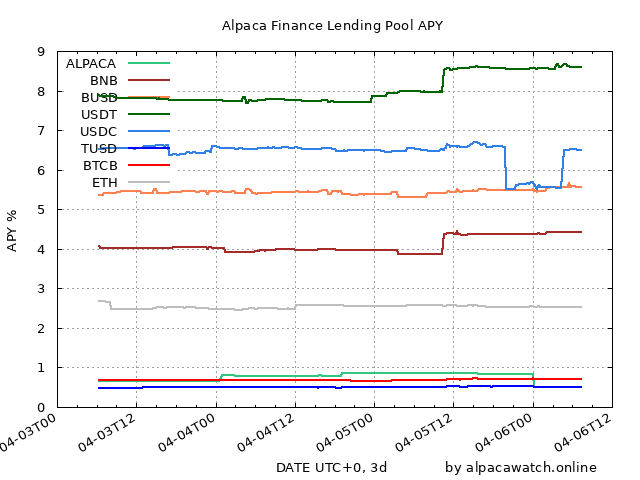 Alpaca Finance Lending Pool APY
APY %
9
8
7
6
5
4
3
2
1
0
ALPACA
BNB
BUSD
USDT
USDC
TUSD
BTCB
ETH
04-03T00
04-03T12
04-04T00
04-04T12
04-05T00
04-05T12
04-06T00
04-06T12
DATE UTC+0, 3d
by alpacawatch.online